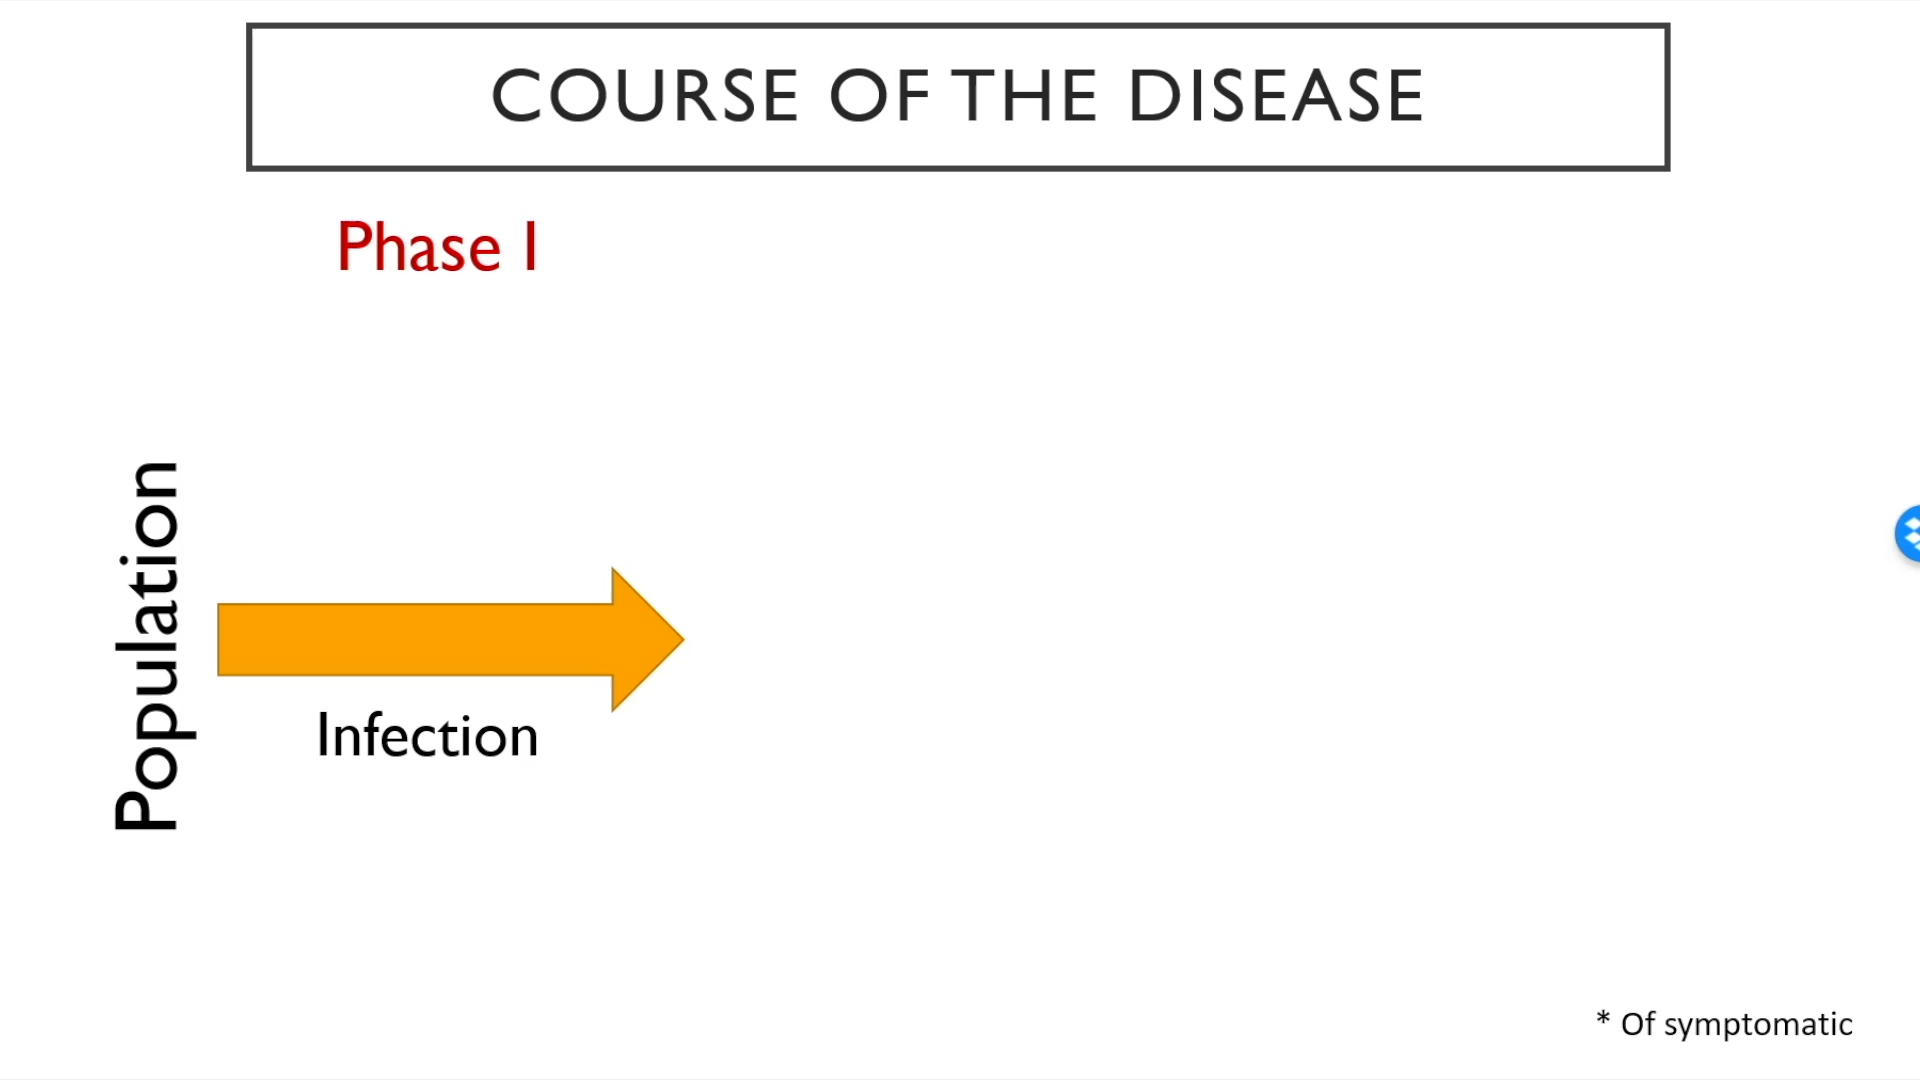 COURSE OF THE DISEASE
Phase I
Population
Infection
* Of symptomatic